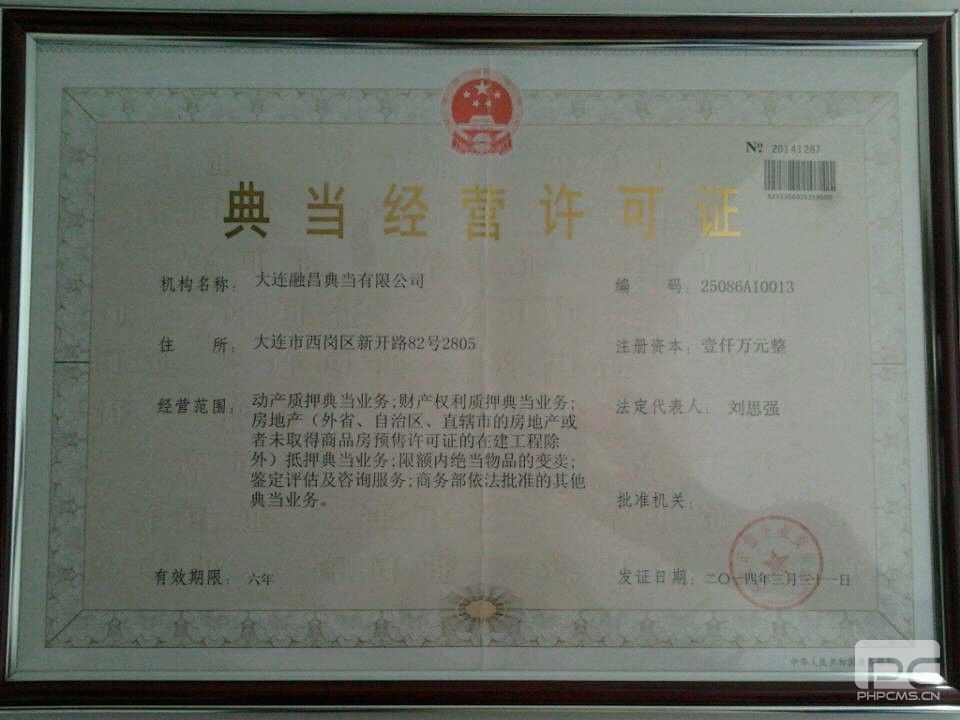 № 20141287
典当经营许可证
机构名称： 大连融昌典当有限公司
编 码： 25086A10013
住 所： 大连市西岗区新开路82号2805
注册资本： 壹仟万元整
经营范围： 动产质押典当业务;财产权利质押典当业务;
房地产（外省、自治区、直辖市的房地产或
者未取得商品房预售许可证的在建工程除
外）抵押典当业务;限额内绝当物品的变卖;
鉴定评估及咨询服务;商务部依法批准的其他
典当业务。
法定代表人： 刘思强
批准机关：
有效期限： 六年
发证日期： 二〇一四年三月三十一日
中华人民共和国
PC
PHPCMS.CN